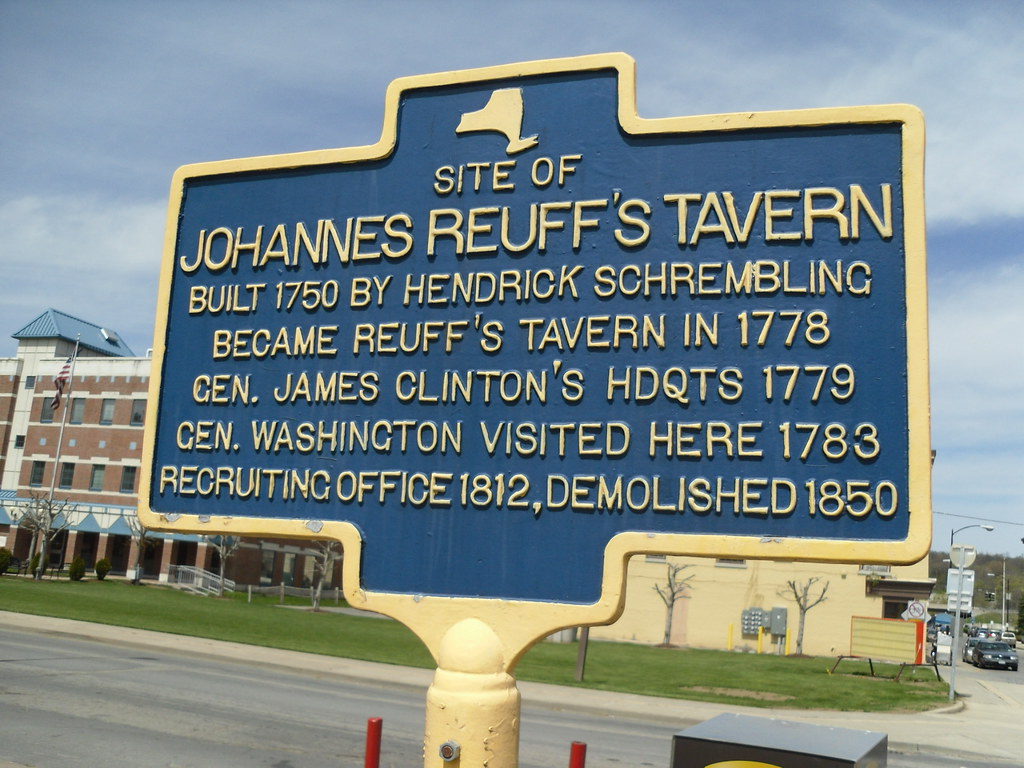 SITE OF
JOHANNES REUFF'S TAVERN
BUILT 1750 BY HENDRICK SCHREMBLING
BECAME REUFF'S TAVERN IN 1778
GEN. JAMES CLINTON'S HDQTS 1779
GEN. WASHINGTON VISITED HERE 1783
RECRUITING OFFICE 1812, DEMOLISHED 1850